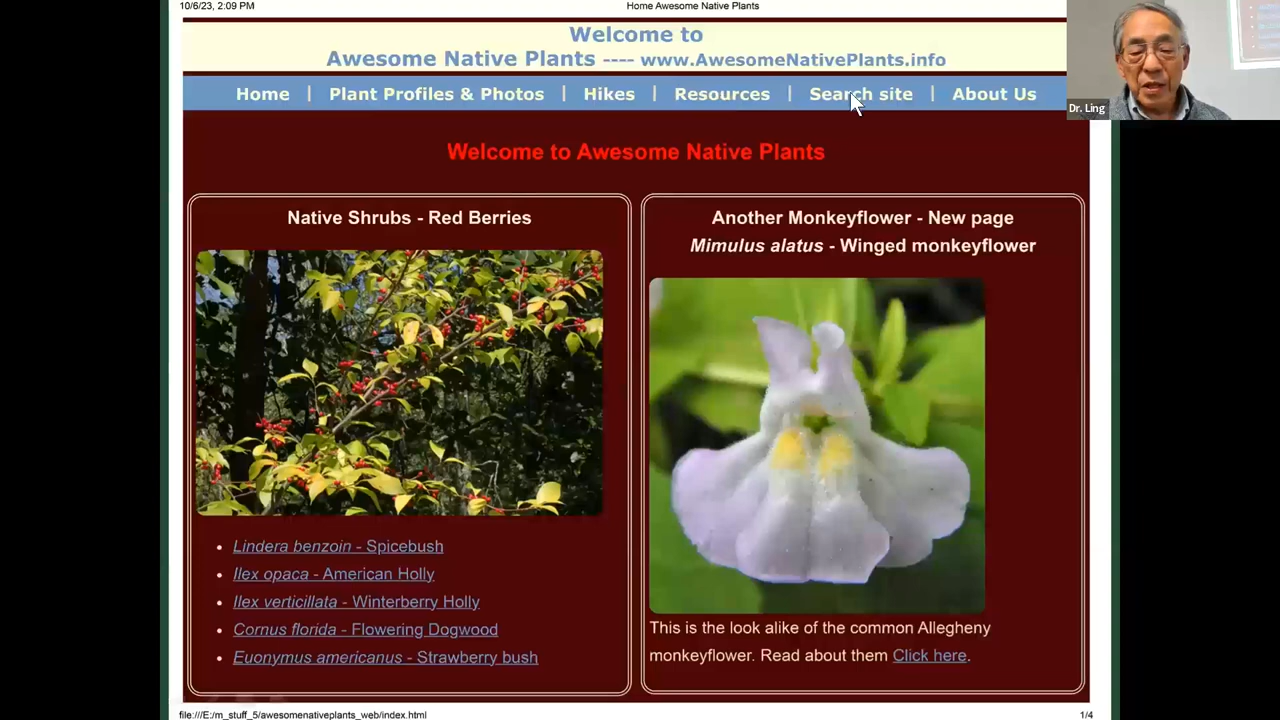 10/6/23, 2:09 PM
Home Awesome Native Plants
Welcome to
Awesome Native Plants ---- www.AwesomeNativePlants.info
Home | Plant Profiles & Photos | Hikes | Resources | Search site | About Us
Dr. Ling
Welcome to Awesome Native Plants
Native Shrubs - Red Berries
Lindera benzoin - Spicebush
Ilex opaca - American Holly
Ilex verticillata - Winterberry Holly
Cornus florida - Flowering Dogwood
Euonymus americanus - Strawberry bush
Another Monkeyflower - New page
Mimulus alatus - Winged monkeyflower
This is the look alike of the common Allegheny
monkeyflower. Read about them Click here.
file:///E:/m_stuff_5/awesomenativeplants_web/index.html
1/4